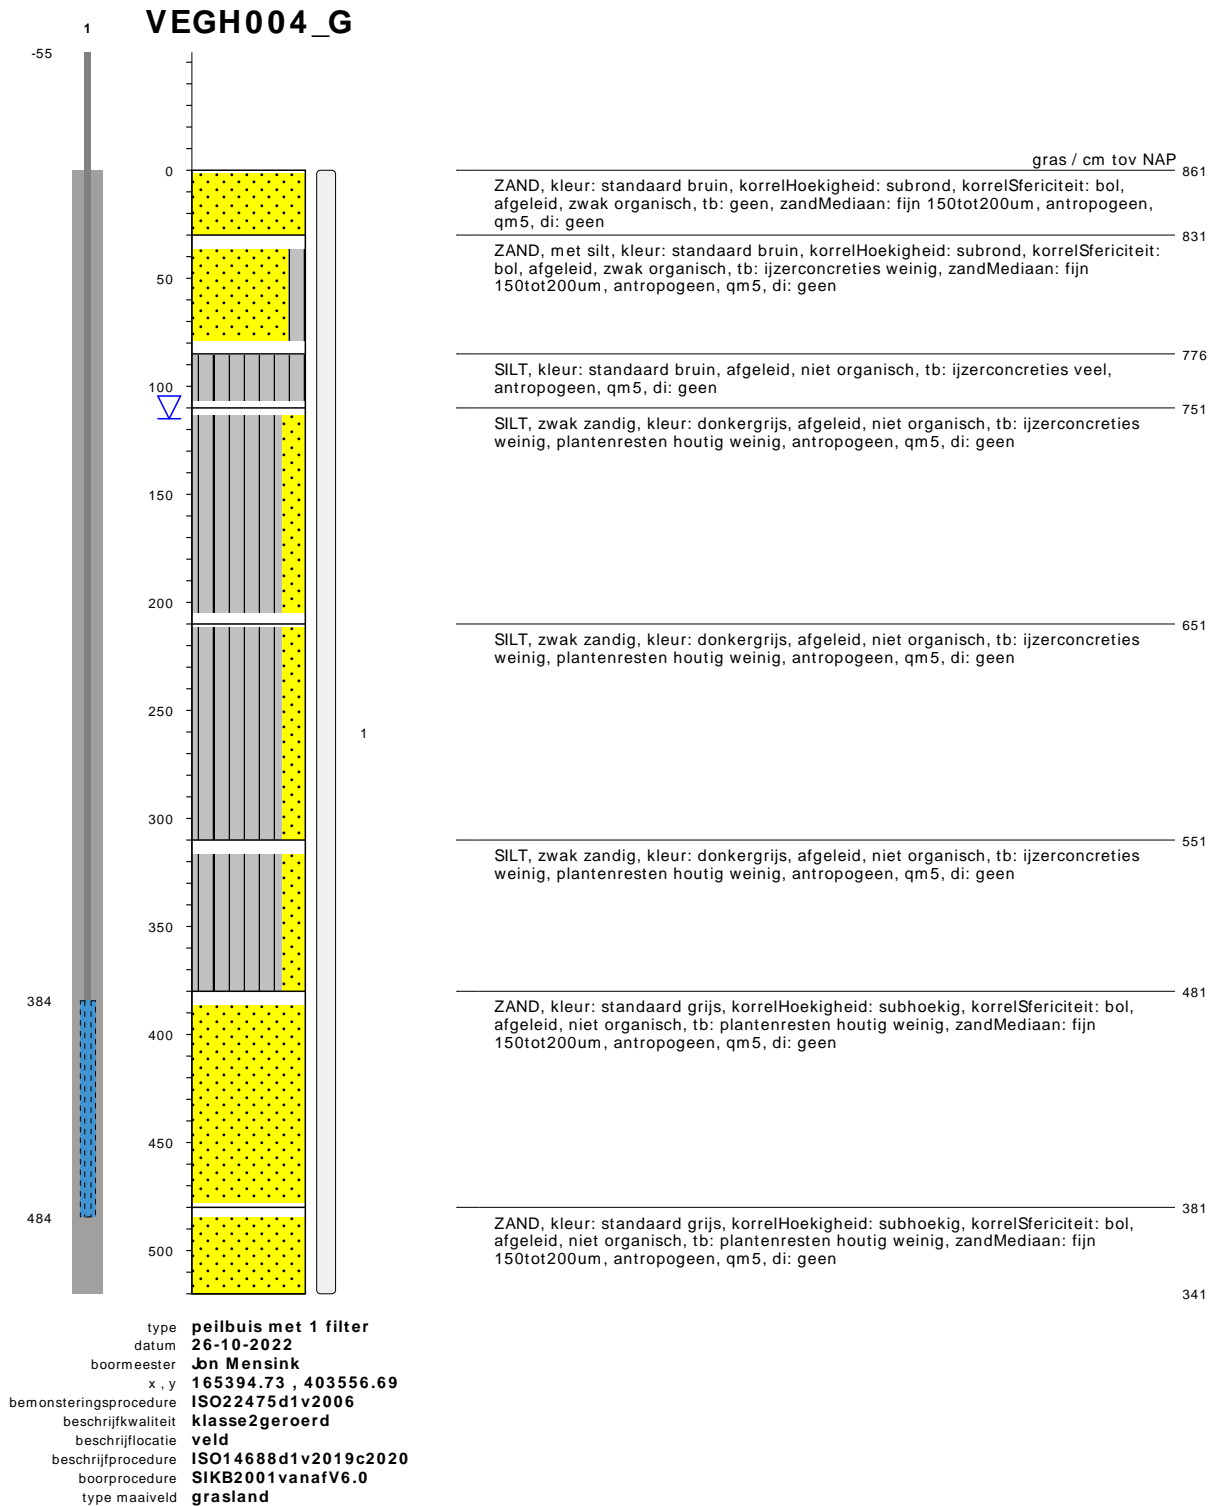 VEGH004_G
1
-55
gras / cm tov NAP
0
861
ZAND, kleur: standaard bruin, korrelHoekigheid: subrond, korrelSfericiteit: bol,
afgeleid, zwak organisch, tb: geen, zandMediaan: fijn 150tot200um, antropogeen,
qm5, di: geen
831
ZAND, met silt, kleur: standaard bruin, korrelHoekigheid: subrond, korrelSfericiteit:
bol, afgeleid, zwak organisch, tb: ijzerconcreties weinig, zandMediaan: fijn
150tot200um, antropogeen, qm5, di: geen
50
776
SILT, kleur: standaard bruin, afgeleid, niet organisch, tb: ijzerconcreties veel,
antropogeen, qm5, di: geen
100
751
SILT, zwak zandig, kleur: donkergrijs, afgeleid, niet organisch, tb: ijzerconcreties
weinig, plantenresten houtig weinig, antropogeen, qm5, di: geen
150
200
651
SILT, zwak zandig, kleur: donkergrijs, afgeleid, niet organisch, tb: ijzerconcreties
weinig, plantenresten houtig weinig, antropogeen, qm5, di: geen
250
1
300
551
SILT, zwak zandig, kleur: donkergrijs, afgeleid, niet organisch, tb: ijzerconcreties
weinig, plantenresten houtig weinig, antropogeen, qm5, di: geen
350
481
384
ZAND, kleur: standaard grijs, korrelHoekigheid: subhoekig, korrelSfericiteit: bol,
afgeleid, niet organisch, tb: plantenresten houtig weinig, zandMediaan: fijn
150tot200um, antropogeen, qm5, di: geen
400
450
381
484
ZAND, kleur: standaard grijs, korrelHoekigheid: subhoekig, korrelSfericiteit: bol,
afgeleid, niet organisch, tb: plantenresten houtig weinig, zandMediaan: fijn
150tot200um, antropogeen, qm5, di: geen
500
341
type peilbuis met 1 filter
datum 26-10-2022
boormeester Jon Mensink
x , y 165394.73 , 403556.69
bemonsteringsprocedure ISO22475d1v2006
beschrijfkwaliteit klasse2geroerd
beschrijflocatie veld
beschrijfprocedure ISO14688d1v2019c2020
boorprocedure SIKB2001vanafV6.0
type maaiveld grasland